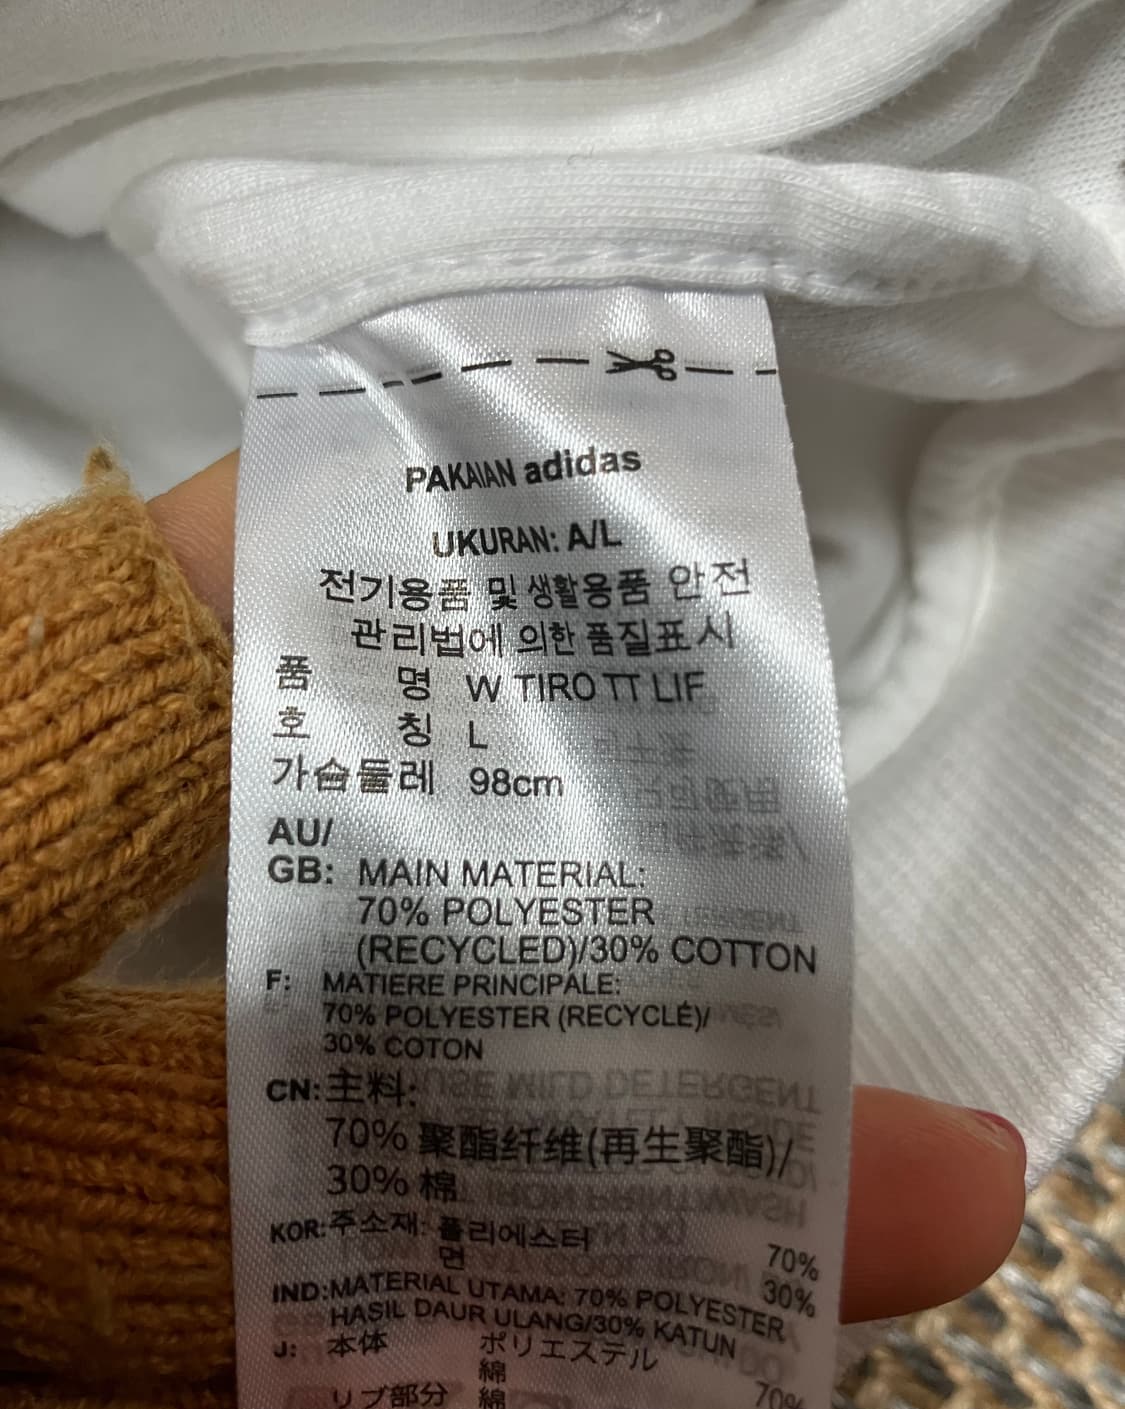 PAKAIAN adidas
UKURAN: A/L
전기용품 및 생활용품 안전
관리법에 의한 품질표시
품 명 W TIRO TT LIF
호 칭 L
가슴둘레 98cm
AU/
GB: MAIN MATERIAL:
70% POLYESTER
(RECYCLED)/30% COTTON
F: MATIERE PRINCIPALE:
70% POLYESTER (RECYCLÉ)/
30% COTON
CN: 主料:
70% 聚酯纤维(再生聚酯)/
30% 棉
KOR: 주소재: 폴리에스터 70%
면 30%
IND: MATERIAL UTAMA: 70% POLYESTER
HASIL DAUR ULANG/30% KATUN
J: 本体 ポリエステル 70%
綿
リブ部分 綿